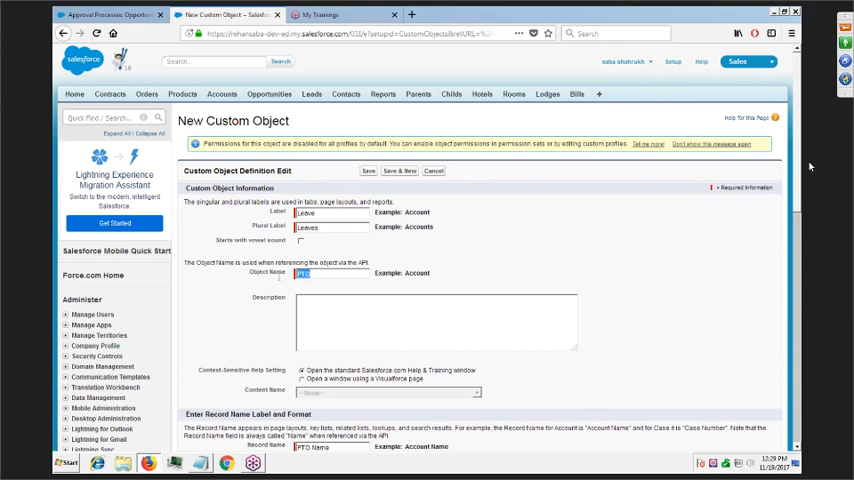 Approval Processes: Opportuni
New Custom Object ~ Salesfo
My Trainings
https://rehansaba-dev-ed.my.salesforce.com/01I/e?setupid=CustomObjects&retURL=%2
Search
salesforce
18
Search...
Search
saba shahrukh
Setup
Help
Sales
Home
Contracts
Orders
Products
Accounts
Opportunities
Leads
Contacts
Reports
Parents
Childs
Hotels
Rooms
Lodges
Bills
+
Quick Find / Search...
Expand All | Collapse All
Lightning Experience
Migration Assistant
Switch to the modern, intelligent
Salesforce.
Get Started
Salesforce Mobile Quick Start
Force.com Home
Administer
Manage Users
Manage Apps
Manage Territories
Company Profile
Security Controls
Domain Management
Communication Templates
Translation Workbench
Data Management
Mobile Administration
Desktop Administration
Lightning for Outlook
Lightning for Gmail
Lightning Sync
New Custom Object
Help for this Page
Permissions for this object are disabled for all profiles by default. You can enable object permissions in permission sets or by editing custom profiles.
Tell me more!
Don't show this message again
Custom Object Definition Edit
Save
Save & New
Cancel
Custom Object Information
= Required Information
The singular and plural labels are used in tabs, page layouts, and reports.
Label
Leave
Example: Account
Plural Label
Leaves
Example: Accounts
Starts with vowel sound
The Object Name is used when referencing the object via the API.
Object Name
PTO
Example: Account
Description
Context-Sensitive Help Setting
Open the standard Salesforce.com Help & Training window
Open a window using a Visualforce page
Content Name
--None--
Enter Record Name Label and Format
The Record Name appears in page layouts, key lists, related lists, lookups, and search results. For example, the Record Name for Account is "Account Name" and for Case it is "Case Number". Note that the
Record Name field is always called "Name" when referenced via the API.
Record Name
PTO Name
Example: Account Name
Start
12:29 PM
11/19/2017